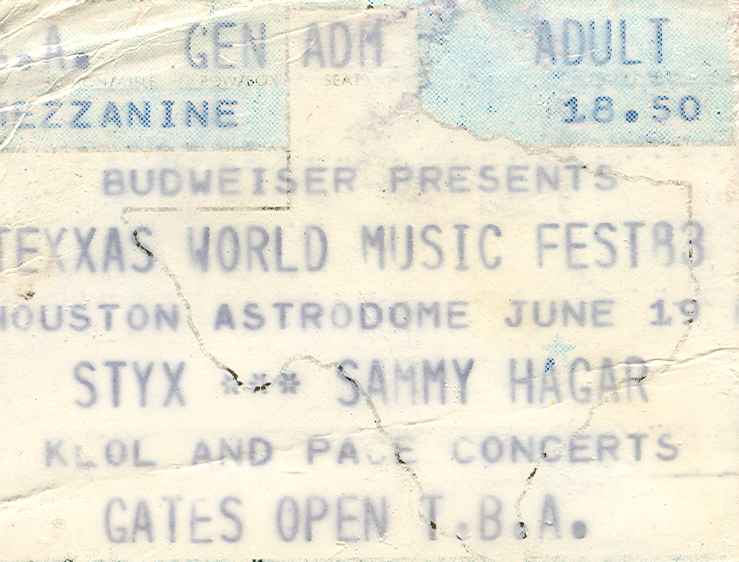 .A. GEN ADM ADULT
SEAT
EZZANINE 18.50
BUDWEISER PRESENTS
TEXXAS WORLD MUSIC FEST83
HOUSTON ASTRODOME JUNE 19
STYX *** SAMMY HAGAR
KLOL AND PACE CONCERTS
GATES OPEN T.B.A.